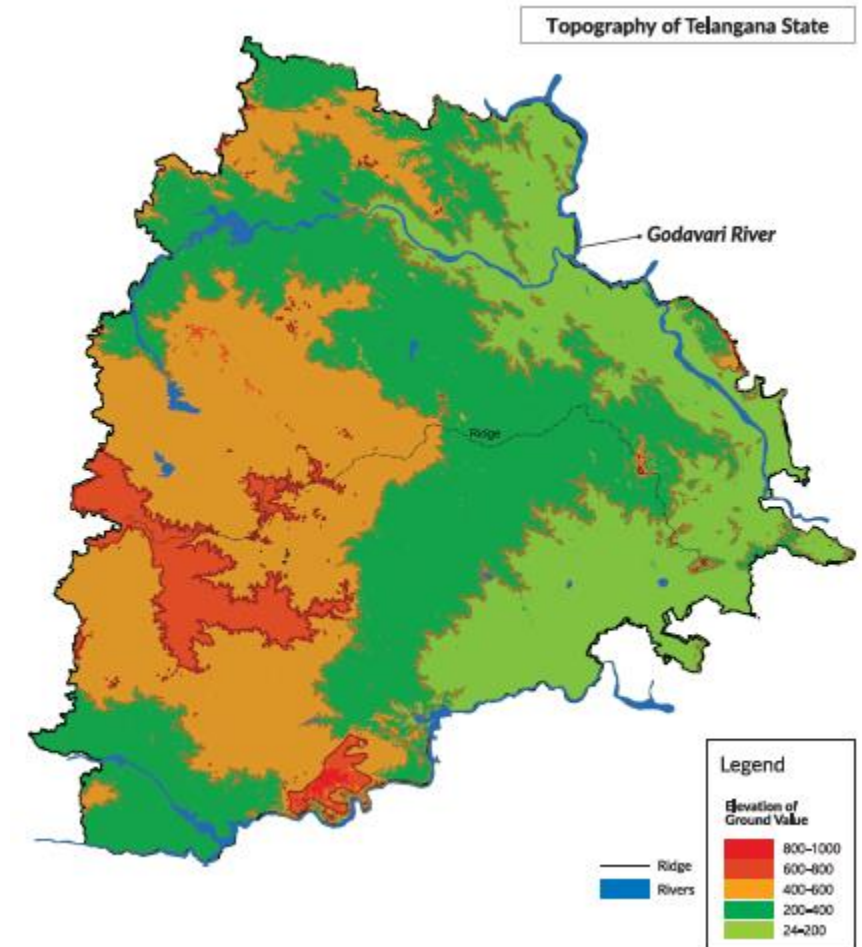 Topography of Telangana State
Godavari River
Ridge
Legend
Elevation of
Ground Value
800-1000
600-800
400-600
200-400
24-200
Ridge
Rivers